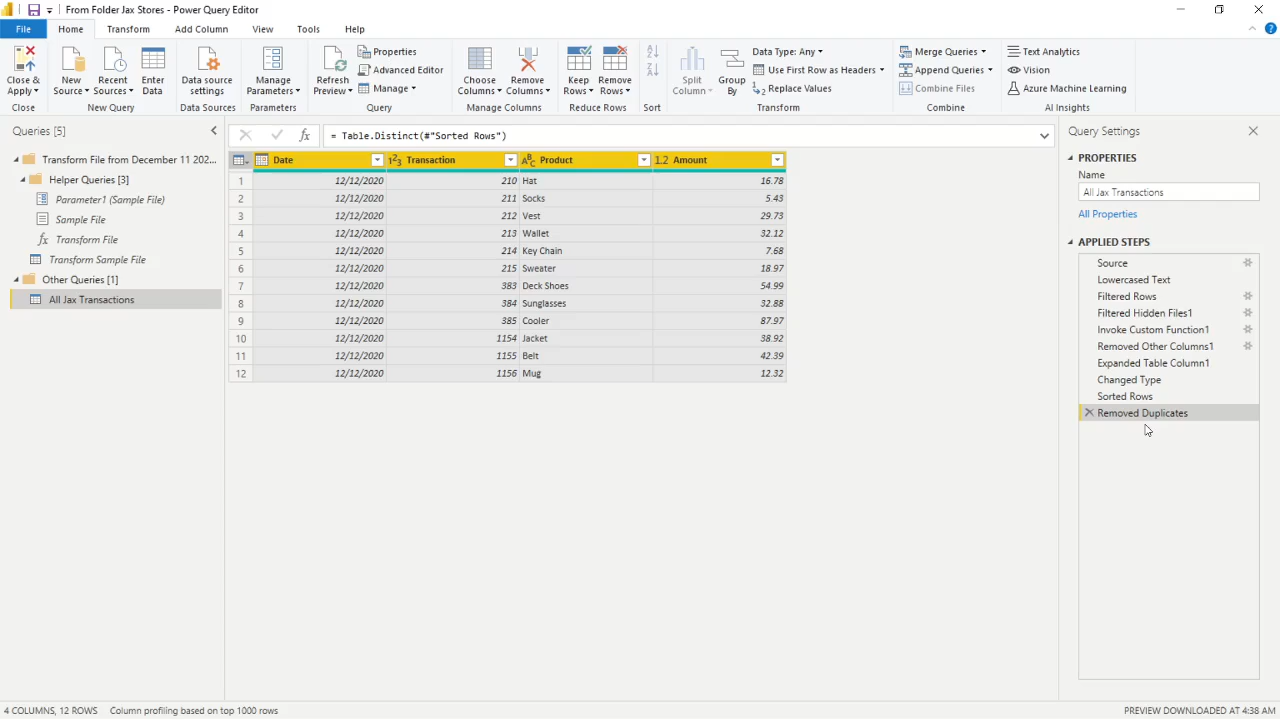 From Folder Jax Stores - Power Query Editor
File Home Transform Add Column View Tools Help
Close & Apply
New Source
Recent Sources
Enter Data
Data source settings
Manage Parameters
Refresh Preview
Properties
Advanced Editor
Manage
Choose Columns
Remove Columns
Keep Rows
Remove Rows
Split Column
Group By
Data Type: Any
Use First Row as Headers
Replace Values
Merge Queries
Append Queries
Combine Files
Text Analytics
Vision
Azure Machine Learning
Close New Query Data Sources Parameters Query Manage Columns Reduce Rows Sort Transform Combine AI Insights
Queries [5]
Transform File from December 11 202...
Helper Queries [3]
Parameter1 (Sample File)
Sample File
fx Transform File
Transform Sample File
Other Queries [1]
All Jax Transactions
fx = Table.Distinct(#"Sorted Rows")
Date 123 Transaction ABC Product 1.2 Amount
1 12/12/2020 210 Hat 16.78
2 12/12/2020 211 Socks 5.43
3 12/12/2020 212 Vest 29.73
4 12/12/2020 213 Wallet 32.12
5 12/12/2020 214 Key Chain 7.68
6 12/12/2020 215 Sweater 18.97
7 12/12/2020 383 Deck Shoes 54.99
8 12/12/2020 384 Sunglasses 32.88
9 12/12/2020 385 Cooler 87.97
10 12/12/2020 1154 Jacket 38.92
11 12/12/2020 1155 Belt 42.39
12 12/12/2020 1156 Mug 12.32
Query Settings
PROPERTIES
Name
All Jax Transactions
All Properties
APPLIED STEPS
Source
Lowercased Text
Filtered Rows
Filtered Hidden Files1
Invoke Custom Function1
Removed Other Columns1
Expanded Table Column1
Changed Type
Sorted Rows
Removed Duplicates
4 COLUMNS, 12 ROWS Column profiling based on top 1000 rows
PREVIEW DOWNLOADED AT 4:38 AM